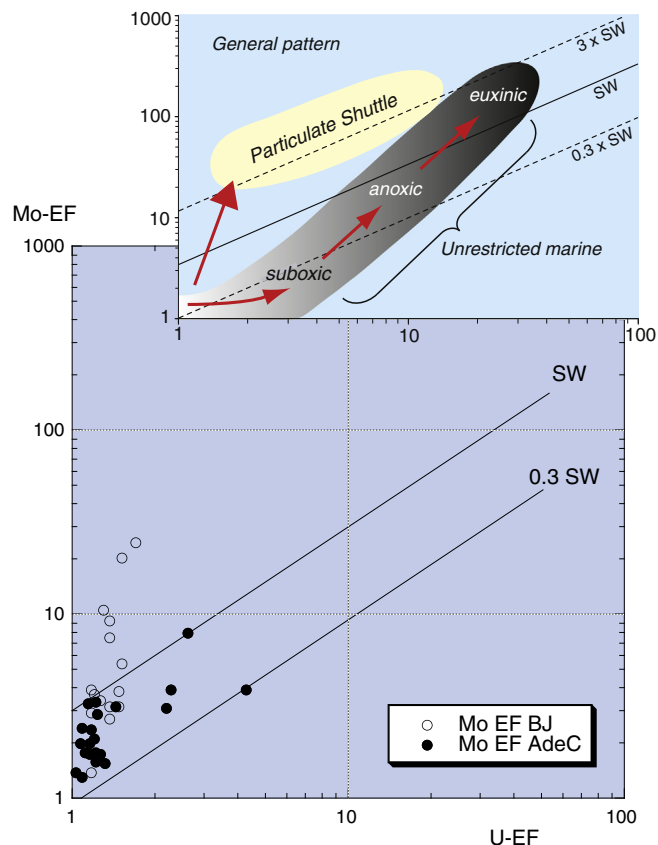 1000
General pattern
3 x SW
SW
0.3 x SW
100
Particulate Shuttle
euxinic
anoxic
10
Unrestricted marine
suboxic
1
1
10
100
Mo-EF
1000
SW
100
0.3 SW
10
Mo EF BJ
Mo EF AdeC
1
1
10
100
U-EF